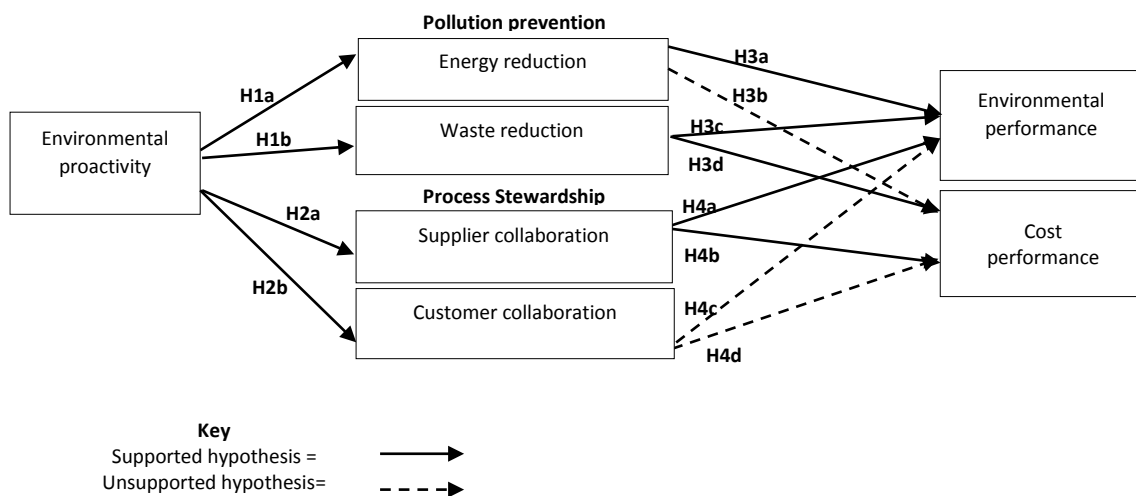 Pollution prevention
Energy reduction
H3a
H1a
H3b
Environmental
performance
Environmental
proactivity
H1b
Waste reduction
H3c
H3d
Process Stewardship
H2a
Supplier collaboration
H4a
H4b
Cost
performance
H2b
Customer collaboration
H4c
H4d
Key
Supported hypothesis =
Unsupported hypothesis=